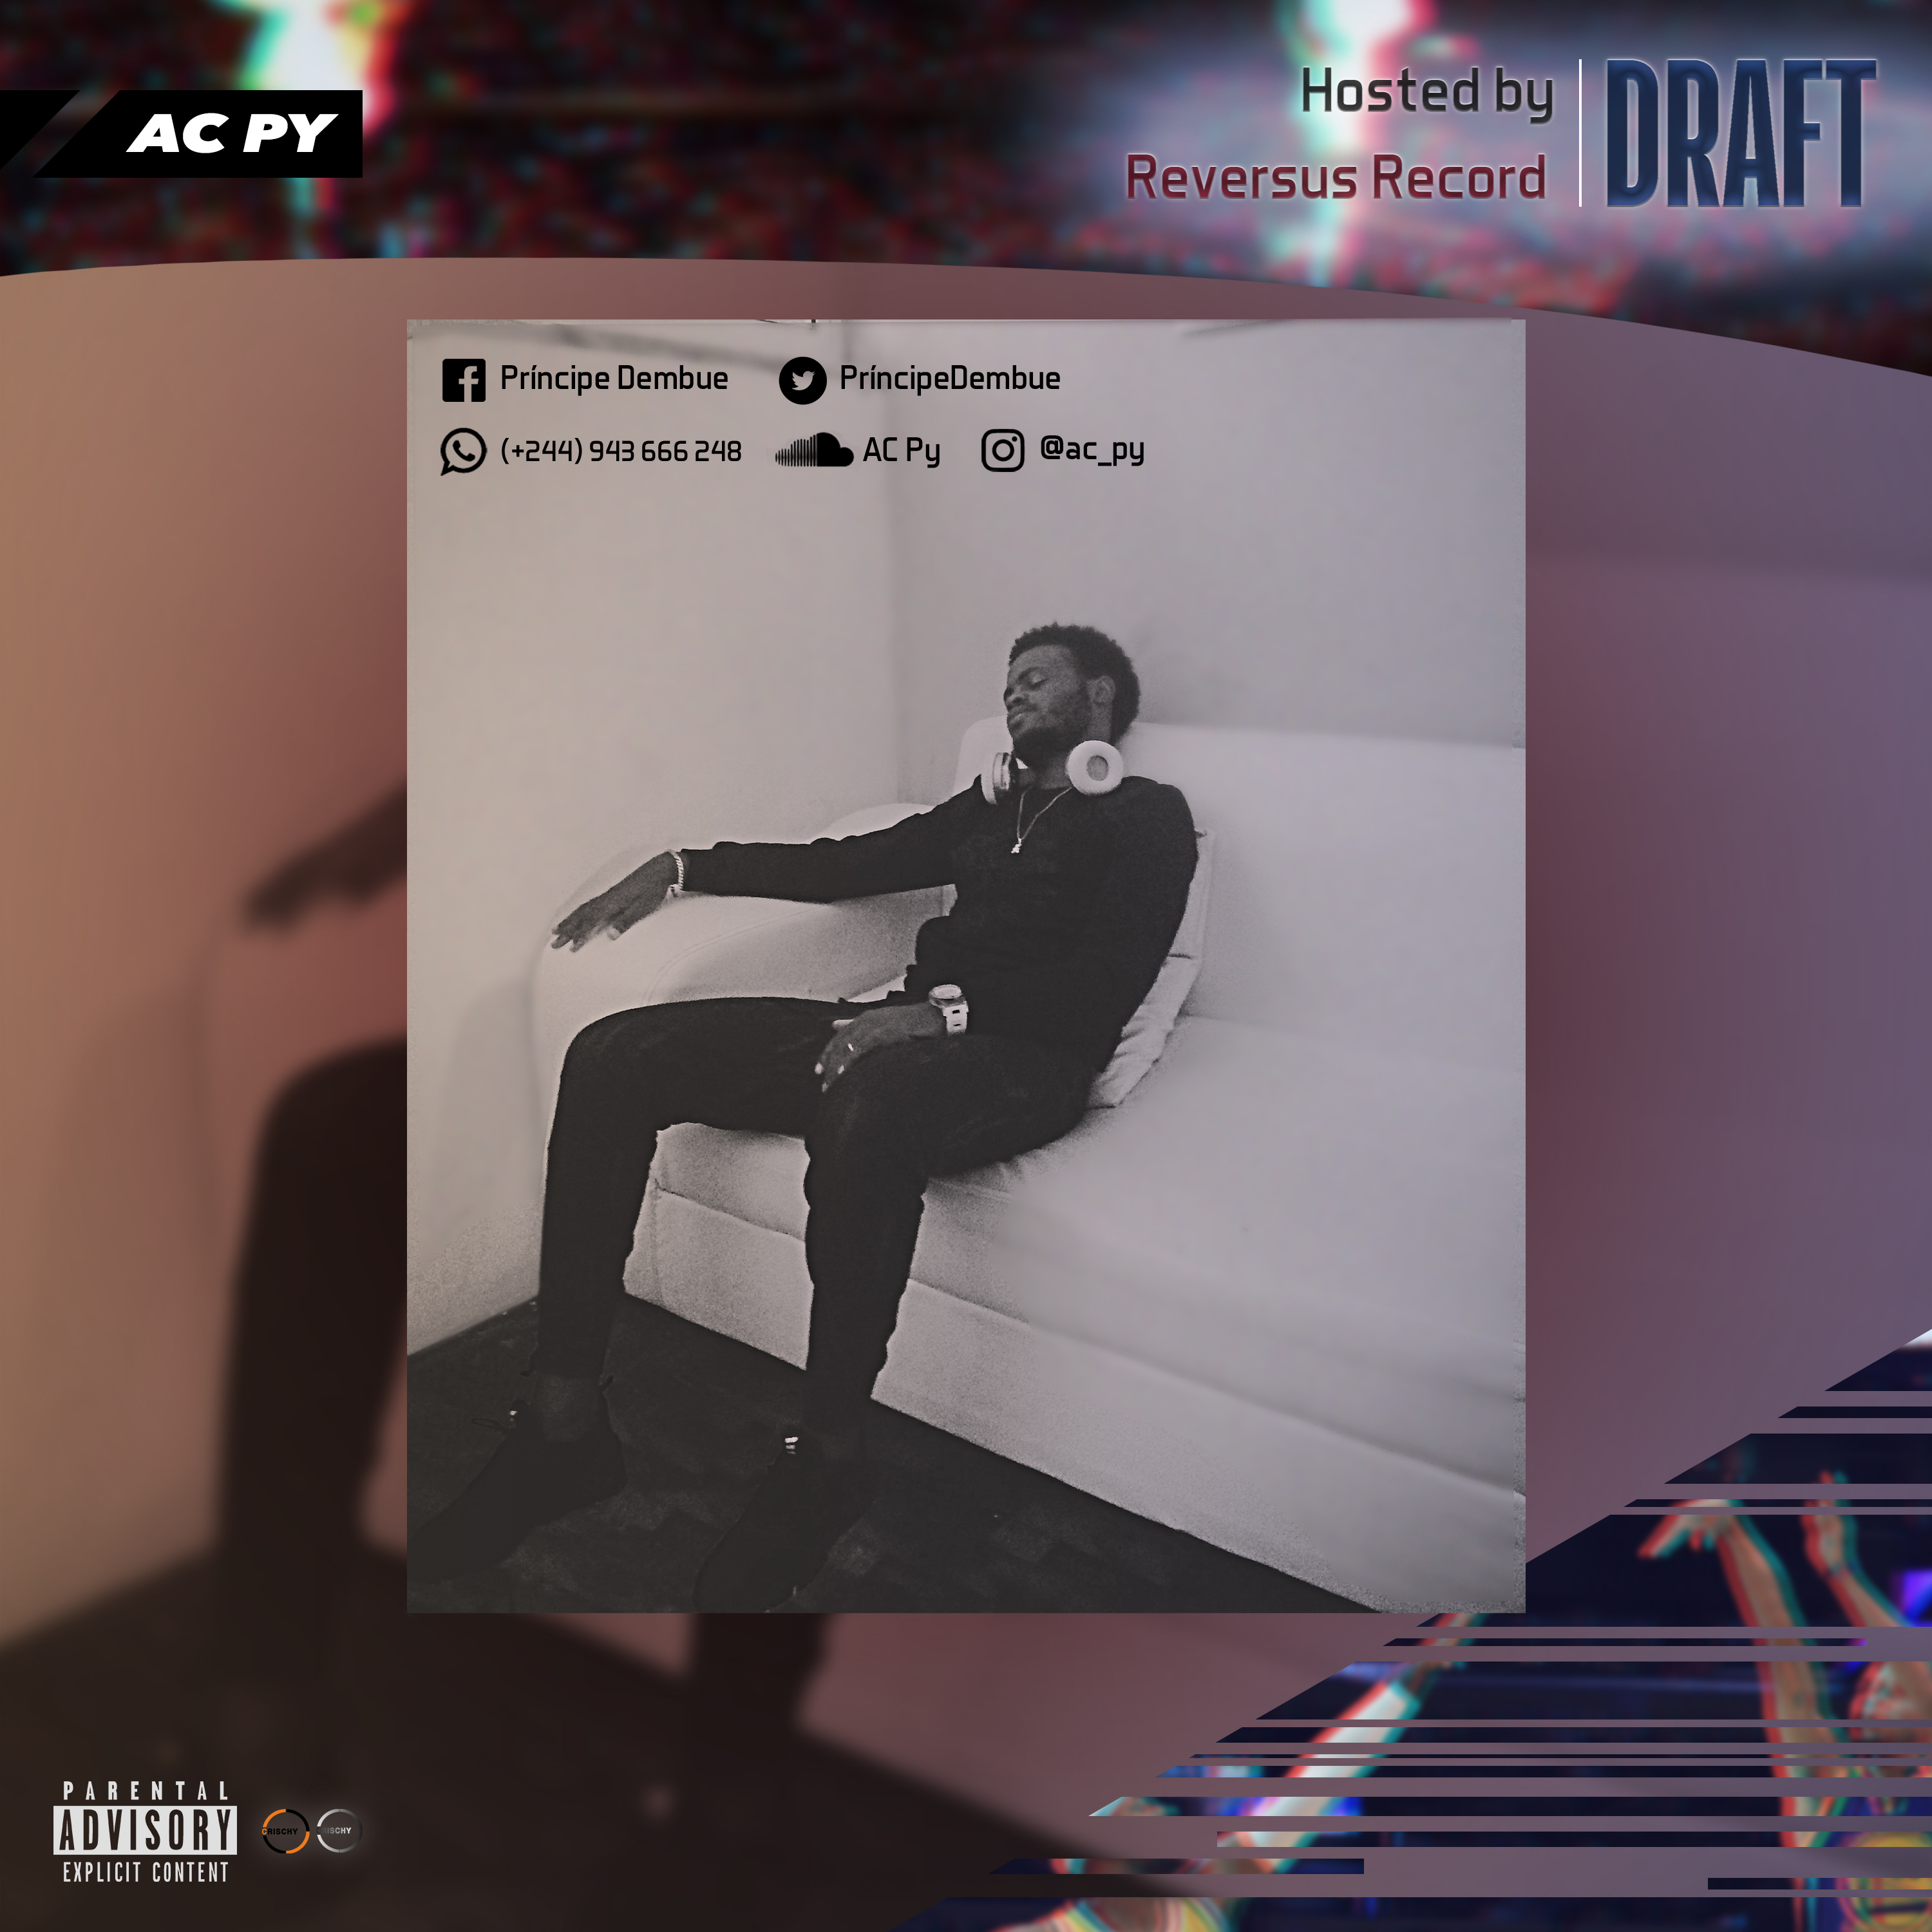 AC PY
Hosted by
Reversus Record
DRAFT
Príncipe Dembue
PríncipeDembue
(+244) 943 666 248
AC Py
@ac_py
PARENTAL
ADVISORY
EXPLICIT CONTENT
CRISCHY